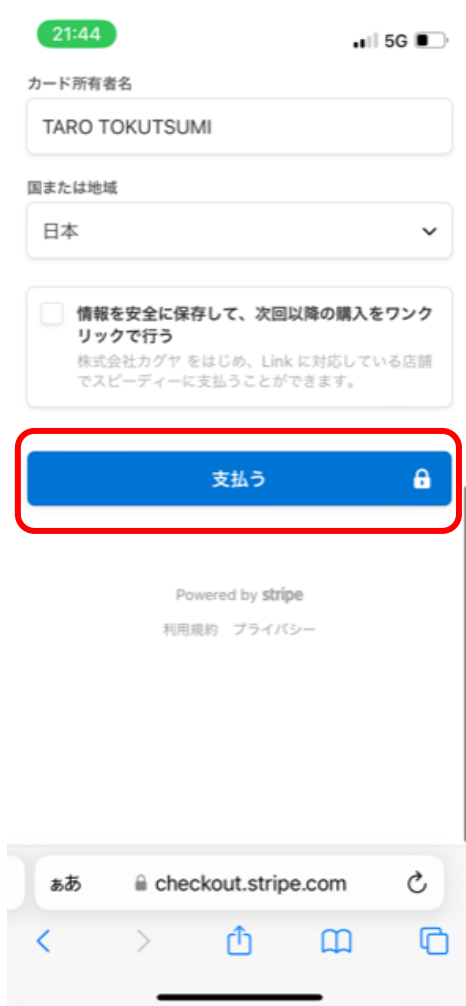 21:44
5G
カード所有者名
TARO TOKUTSUMI
国または地域
日本
情報を安全に保存して、次回以降の購入をワンク
リックで行う
株式会社カグヤ をはじめ、Link に対応している店舗
でスピーディーに支払うことができます。
支払う
Powered by stripe
利用規約 プライバシー
ぁあ checkout.stripe.com